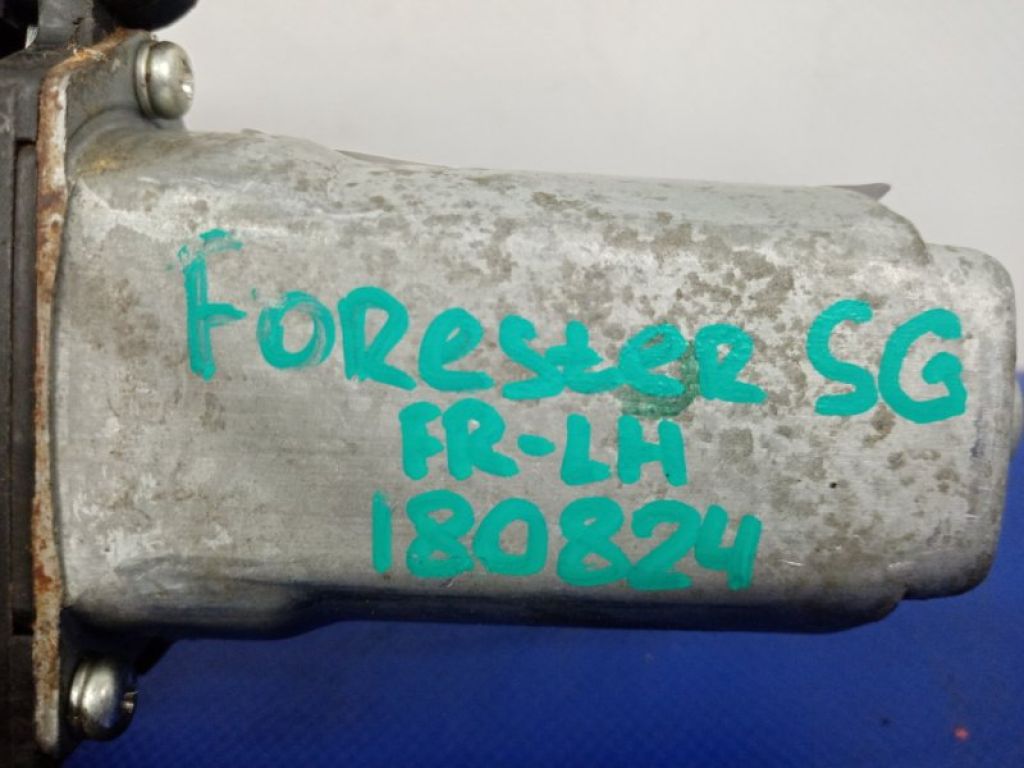 Forester SG
FR-LH
180824